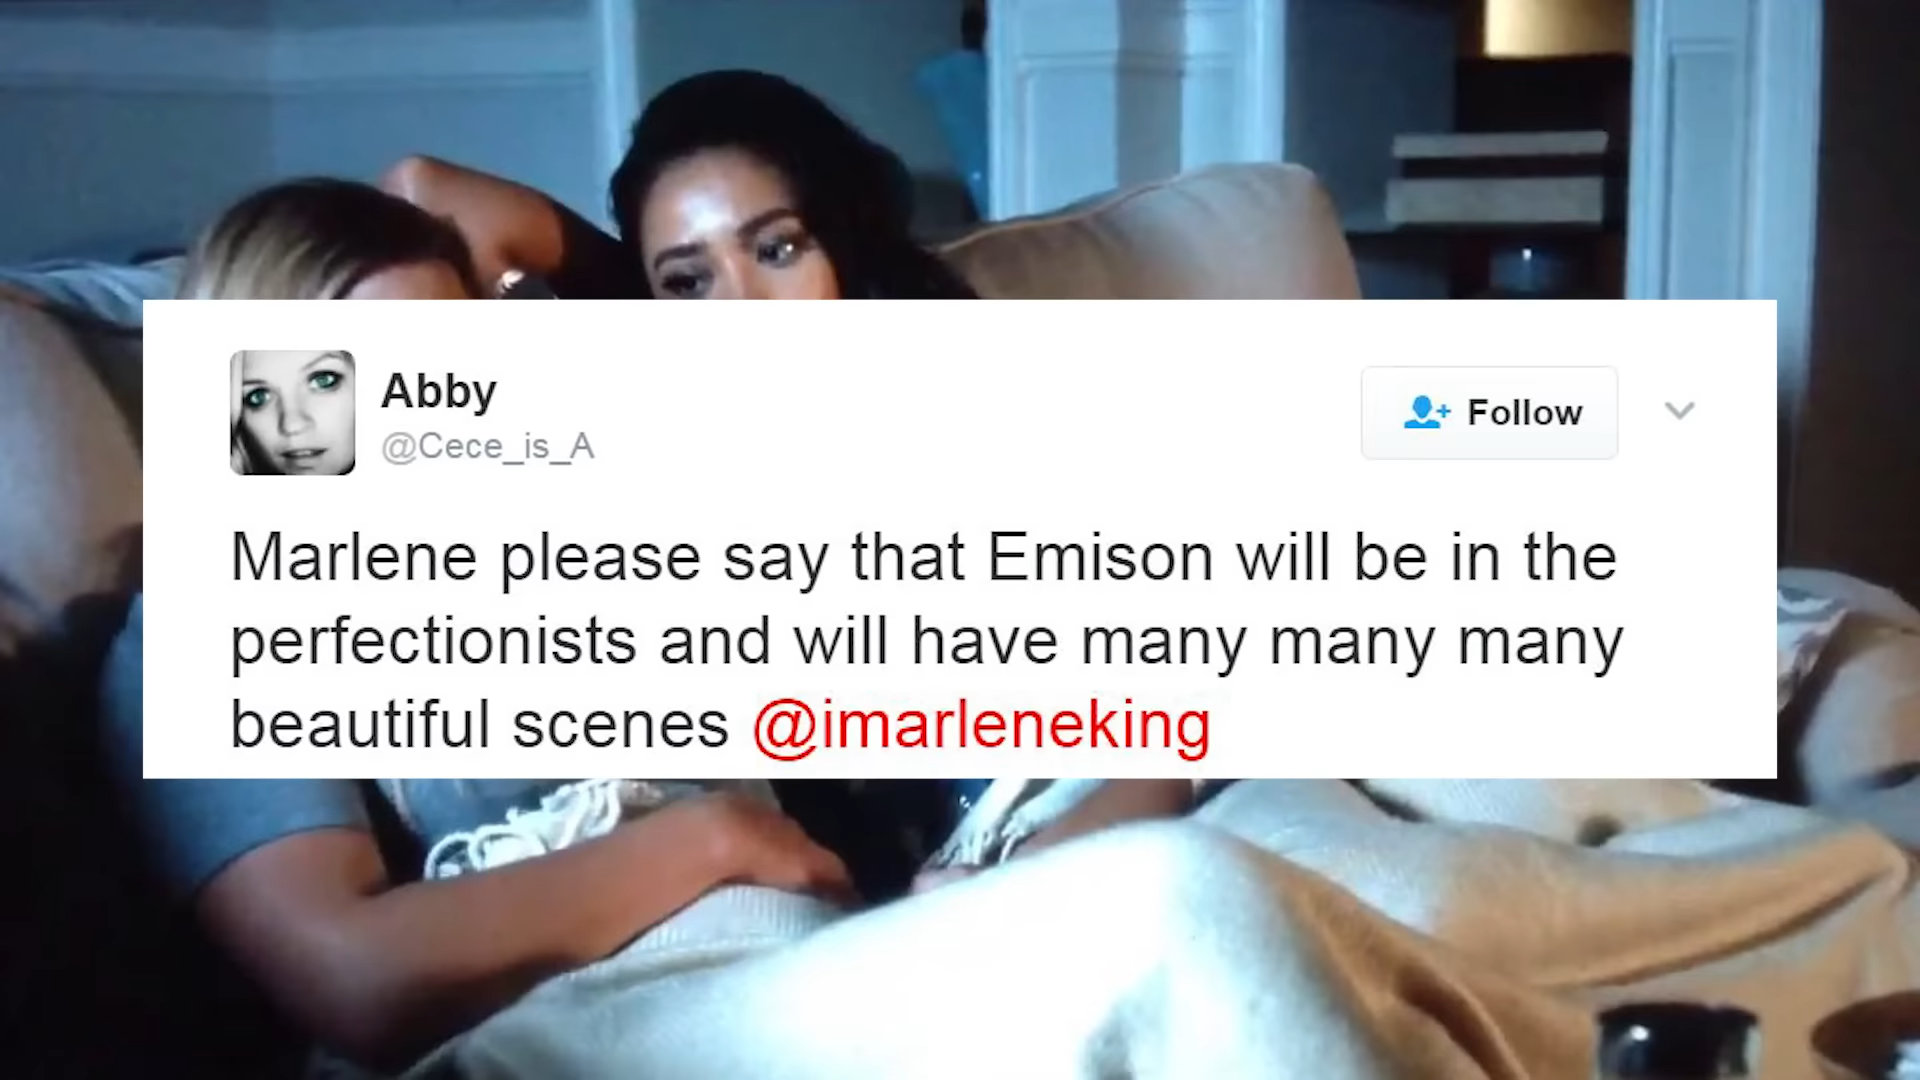 Abby
@Cece_is_A
Follow
Marlene please say that Emison will be in the
perfectionists and will have many many many
beautiful scenes @imarleneking